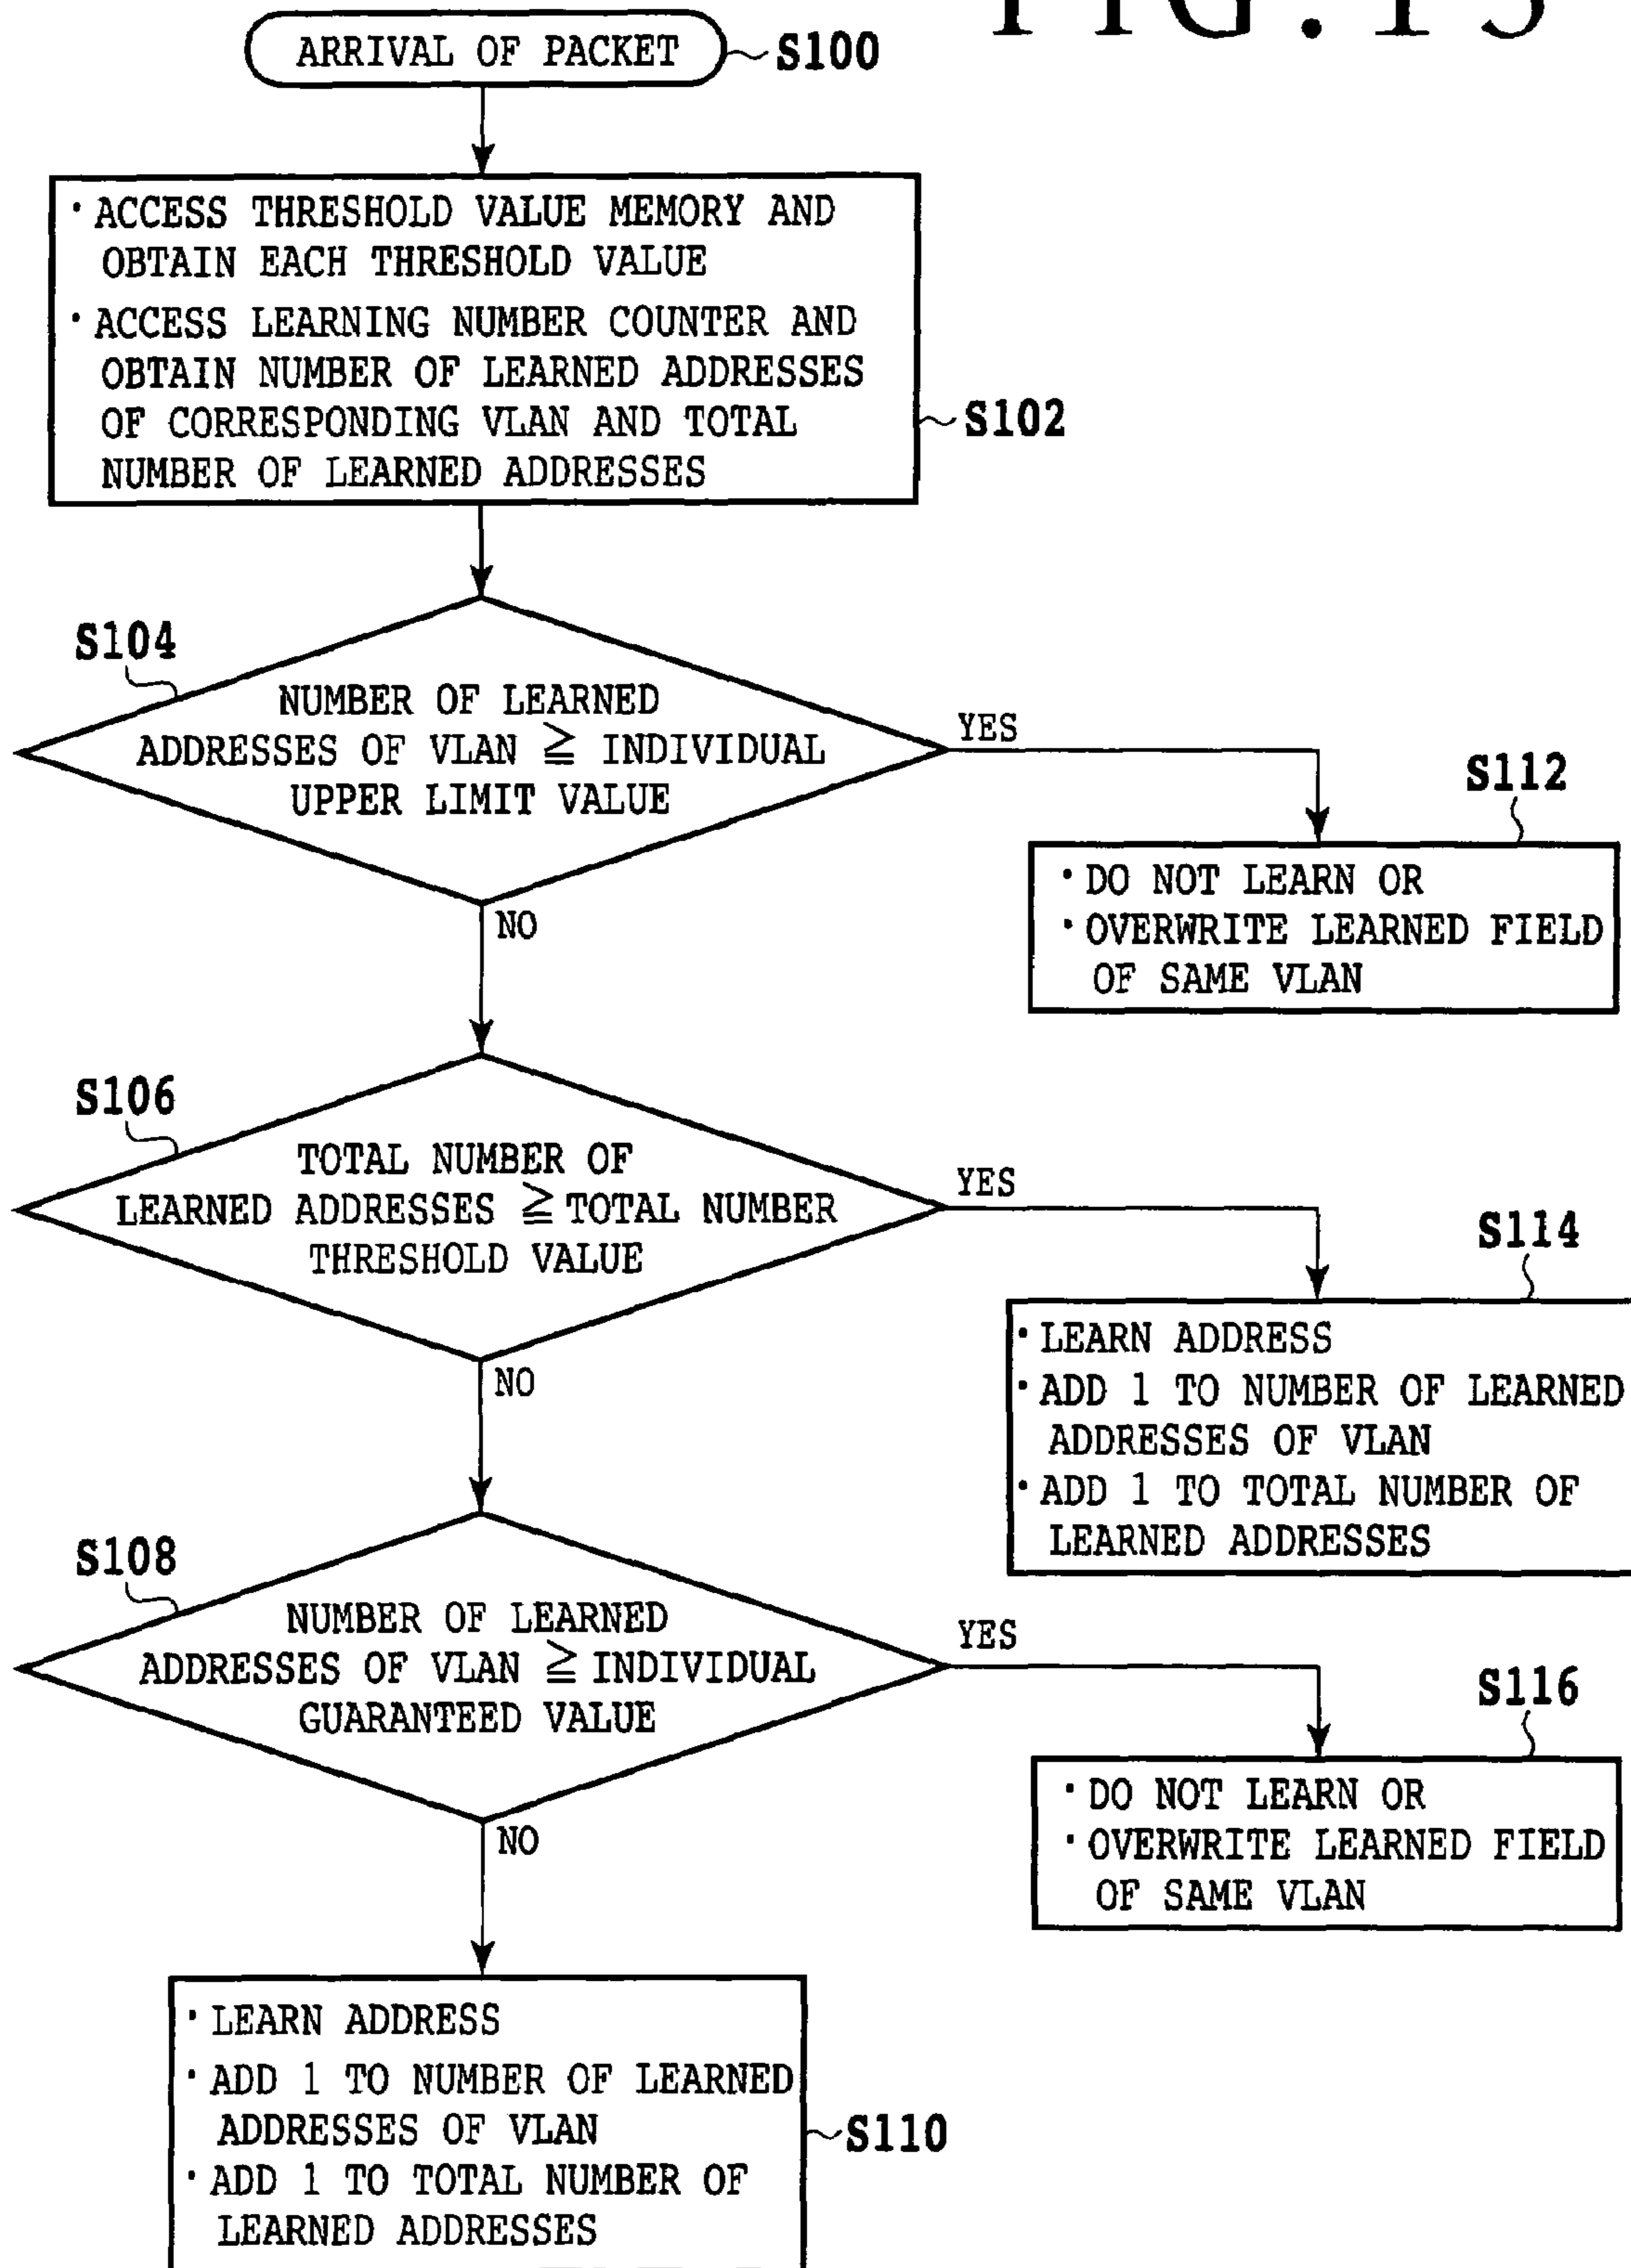 FIG.13
ARRIVAL OF PACKET
S100
・ACCESS THRESHOLD VALUE MEMORY AND
OBTAIN EACH THRESHOLD VALUE
・ACCESS LEARNING NUMBER COUNTER AND
OBTAIN NUMBER OF LEARNED ADDRESSES
OF CORRESPONDING VLAN AND TOTAL
NUMBER OF LEARNED ADDRESSES
S102
S104
NUMBER OF LEARNED
ADDRESSES OF VLAN ≧ INDIVIDUAL
UPPER LIMIT VALUE
YES
NO
S112
・DO NOT LEARN OR
・OVERWRITE LEARNED FIELD
OF SAME VLAN
S106
TOTAL NUMBER OF
LEARNED ADDRESSES ≧ TOTAL NUMBER
THRESHOLD VALUE
YES
NO
S114
・LEARN ADDRESS
・ADD 1 TO NUMBER OF LEARNED
ADDRESSES OF VLAN
・ADD 1 TO TOTAL NUMBER OF
LEARNED ADDRESSES
S108
NUMBER OF LEARNED
ADDRESSES OF VLAN ≧ INDIVIDUAL
GUARANTEED VALUE
YES
NO
S116
・DO NOT LEARN OR
・OVERWRITE LEARNED FIELD
OF SAME VLAN
・LEARN ADDRESS
・ADD 1 TO NUMBER OF LEARNED
ADDRESSES OF VLAN
・ADD 1 TO TOTAL NUMBER OF
LEARNED ADDRESSES
S110